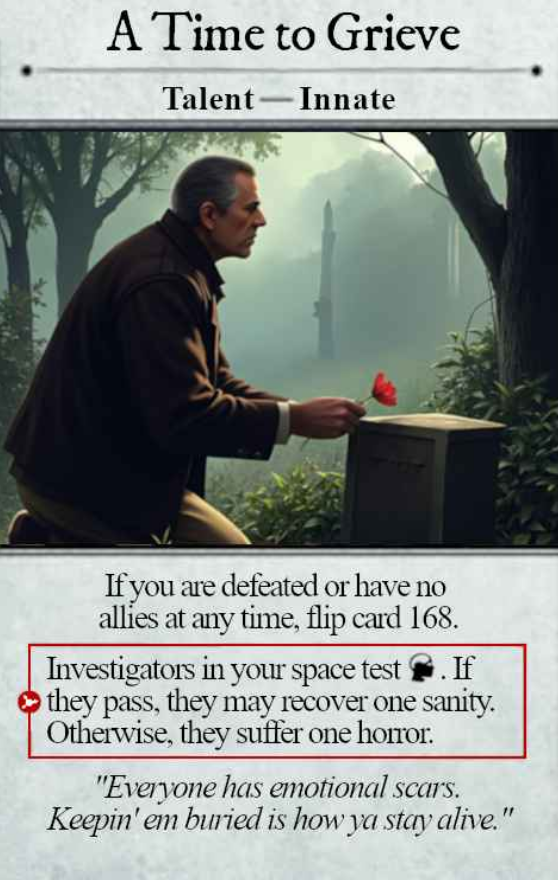 A Time to Grieve
Talent — Innate
If you are defeated or have no
allies at any time, flip card 168.
Investigators in your space test . If
they pass, they may recover one sanity.
Otherwise, they suffer one horror.
"Everyone has emotional scars.
Keepin' em buried is how ya stay alive."